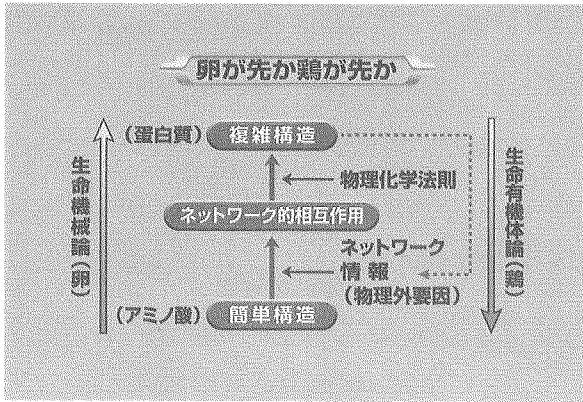 卵が先か鶏が先か
生命機械論(卵)
(蛋白質)
複雑構造
物理化学法則
ネットワーク的相互作用
ネットワーク
情報
(物理外要因)
(アミノ酸)
簡単構造
生命有機体論(鶏)